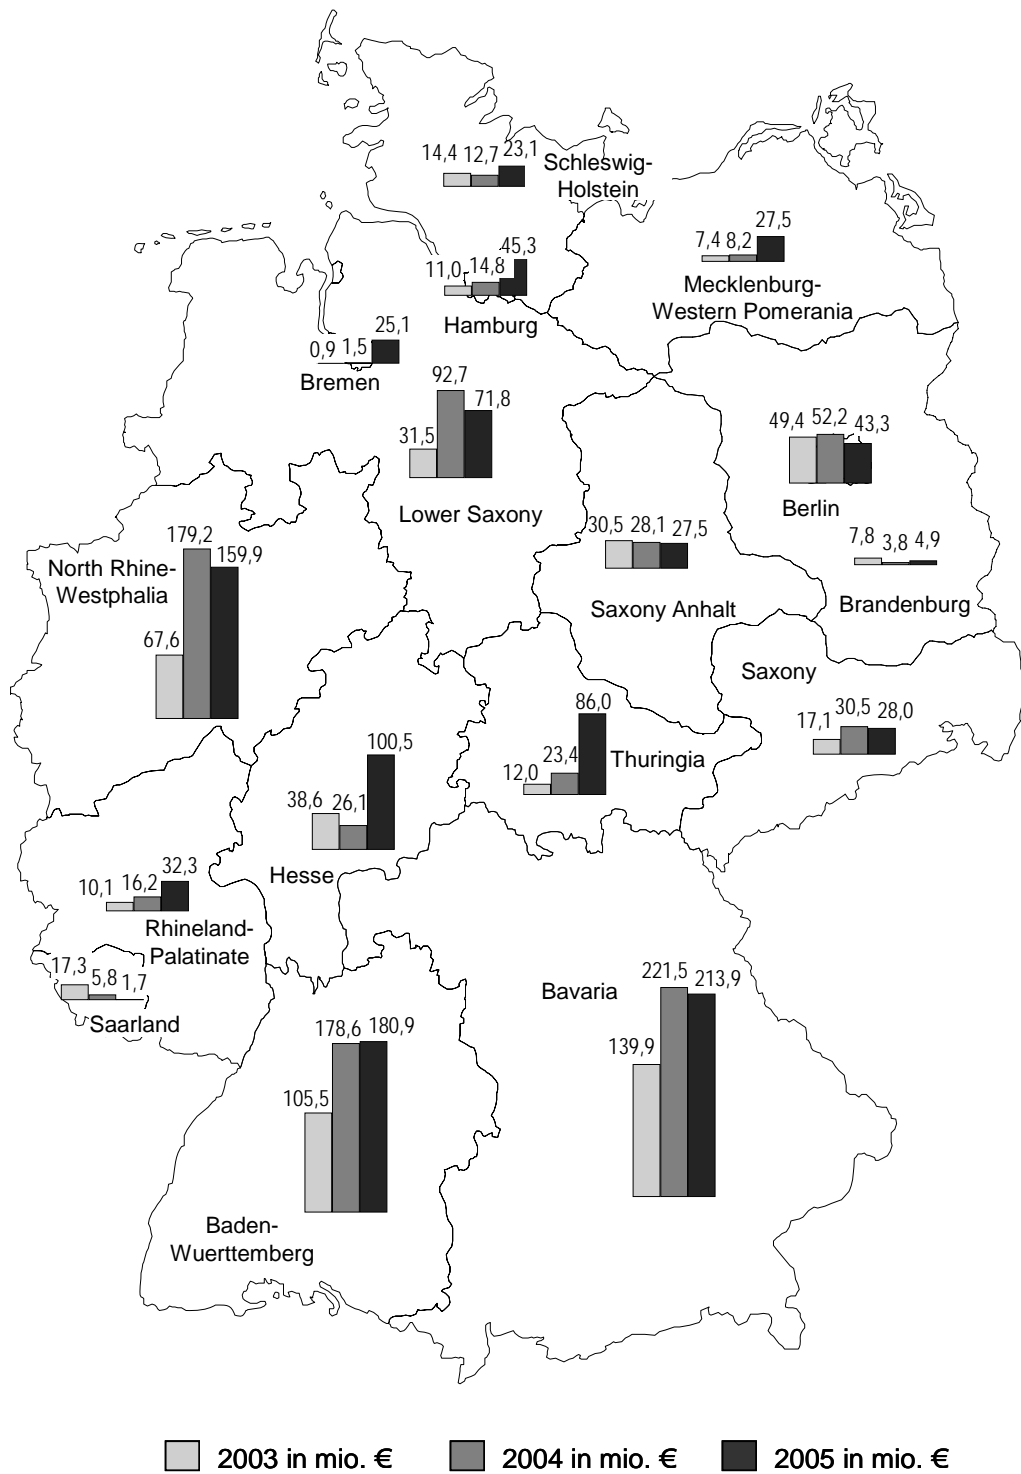 14,4 12,7 23,1
Schleswig-
Holstein
7,4 8,2 27,5
Mecklenburg-
Western Pomerania
11,0 14,8 45,3
Hamburg
0,9 1,5 25,1
Bremen
31,5 92,7 71,8
Lower Saxony
49,4 52,2 43,3
Berlin
7,8 3,8 4,9
Brandenburg
30,5 28,1 27,5
Saxony Anhalt
North Rhine-
Westphalia
67,6 179,2 159,9
Saxony
17,1 30,5 28,0
12,0 23,4 86,0
Thuringia
38,6 26,1 100,5
Hesse
10,1 16,2 32,3
Rhineland-
Palatinate
17,3 5,8 1,7
Saarland
Bavaria
139,9 221,5 213,9
105,5 178,6 180,9
Baden-
Wuerttemberg
2003 in mio. € 2004 in mio. € 2005 in mio. €